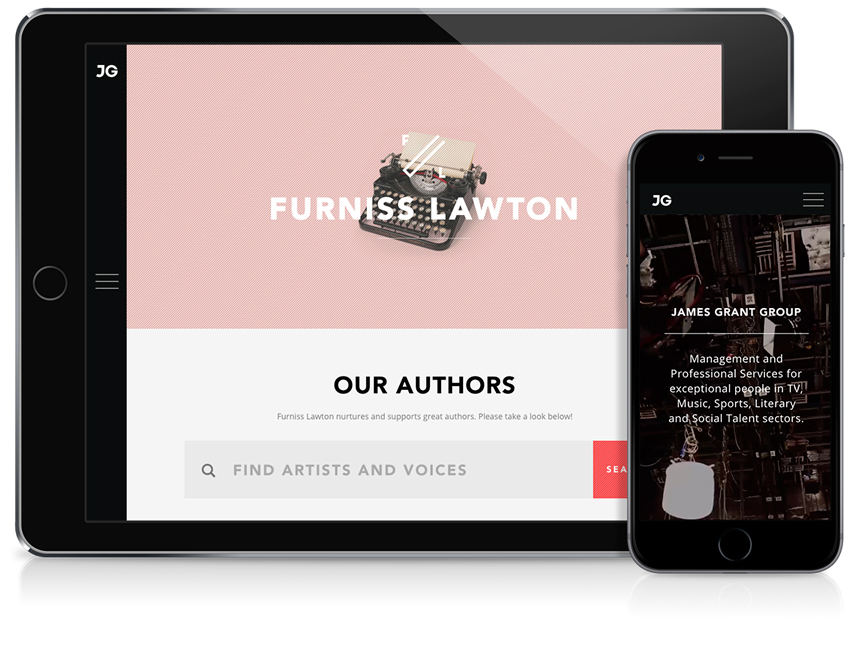 JG
F
L
FURNISS LAWTON
OUR AUTHORS
Furniss Lawton nurtures and supports great authors. Please take a look below!
FIND ARTISTS AND VOICES
SEA
JG
JAMES GRANT GROUP
Management and
Professional Services for
exceptional people in TV,
Music, Sports, Literary
and Social Talent sectors.